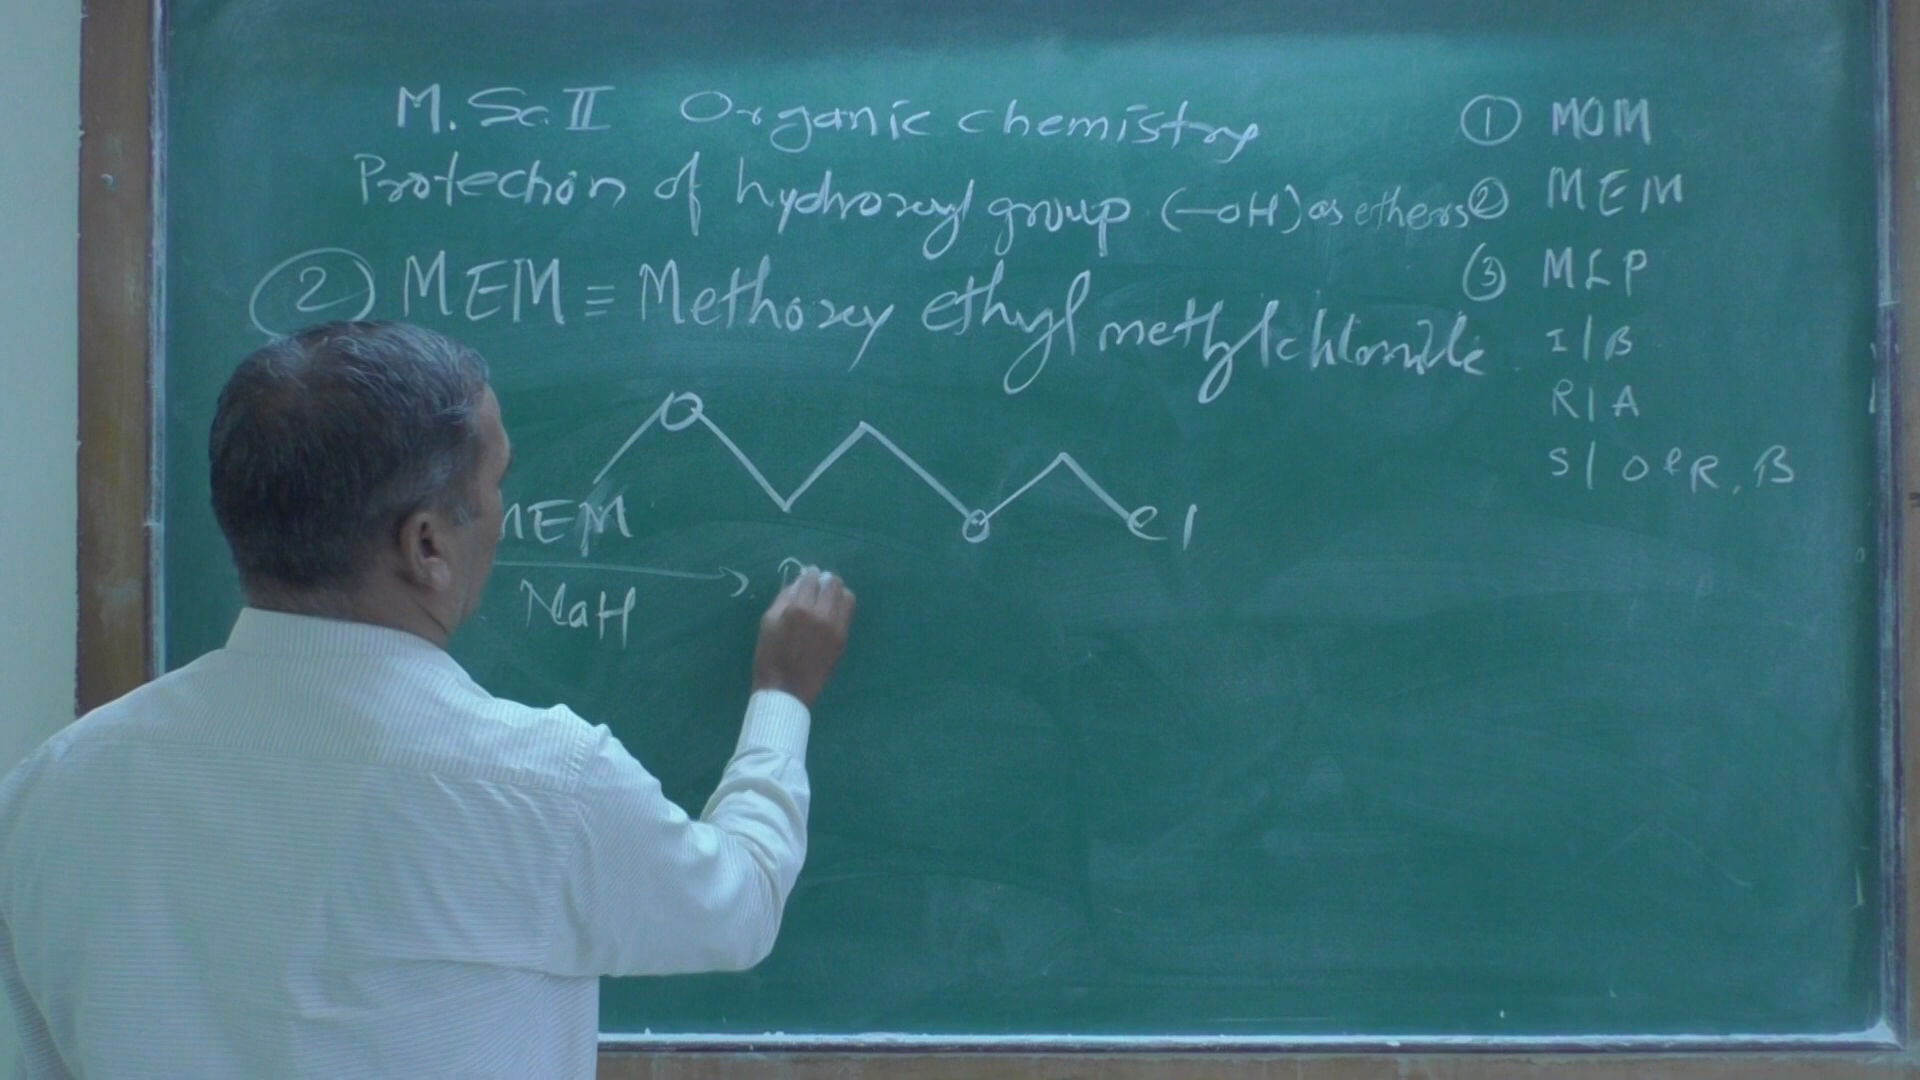 M.Sc.II Organic chemistry
Protection of hydroxyl group (-OH) as ethers
② MEM ≡ Methoxy ethyl methyl chloride
O O Cl
MEM
NaH
① MOM
② MEM
③ MLP
I | B
R | A
S | O & R, B